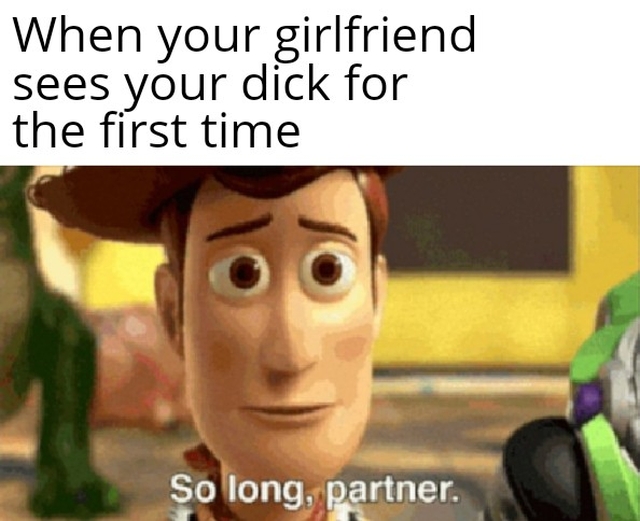 When your girlfriend
sees your dick for
the first time
So long, partner.